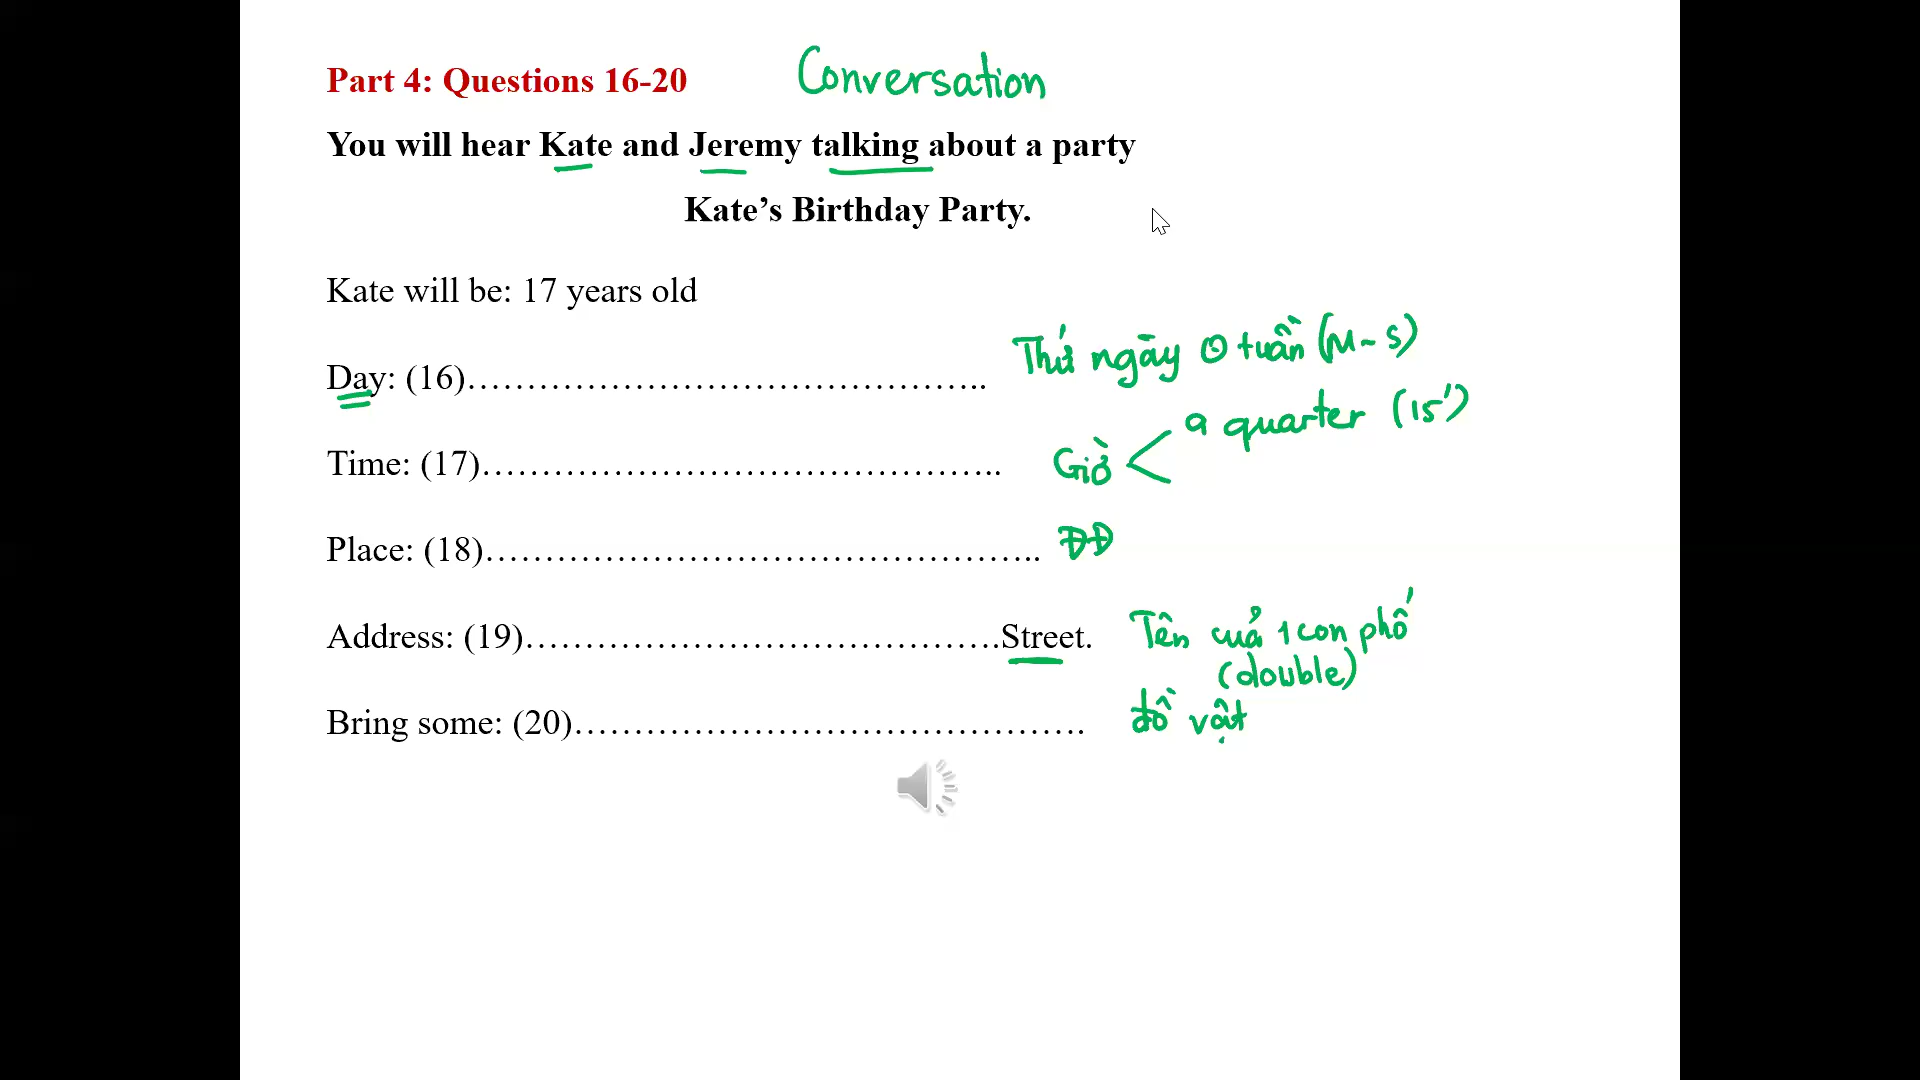 Part 4: Questions 16-20 Conversation
You will hear Kate and Jeremy talking about a party
Kate’s Birthday Party.
Kate will be: 17 years old
Thứ ngày ⊙ tuần (M ~ S)
Day: (16)……………………………………..
a quarter (15')
Time: (17)…………………………………….. Giờ <
Place: (18)……………………………………….. ĐĐ
Address: (19)………………………………….Street. Tên của 1 con phố
(double)
Bring some: (20)……………………………………. đồ vật